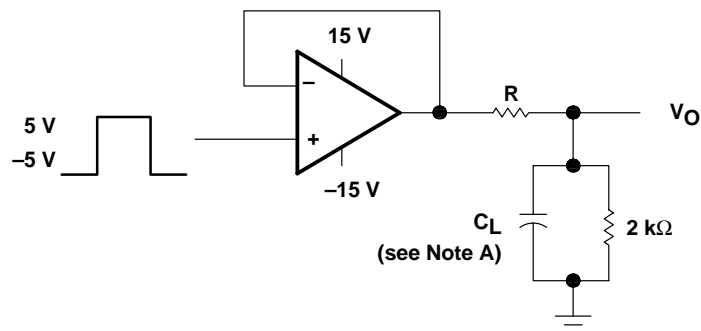 15 V
–
R
VO
5 V
–5 V
+
–15 V
CL
(see Note A)
2 kΩ